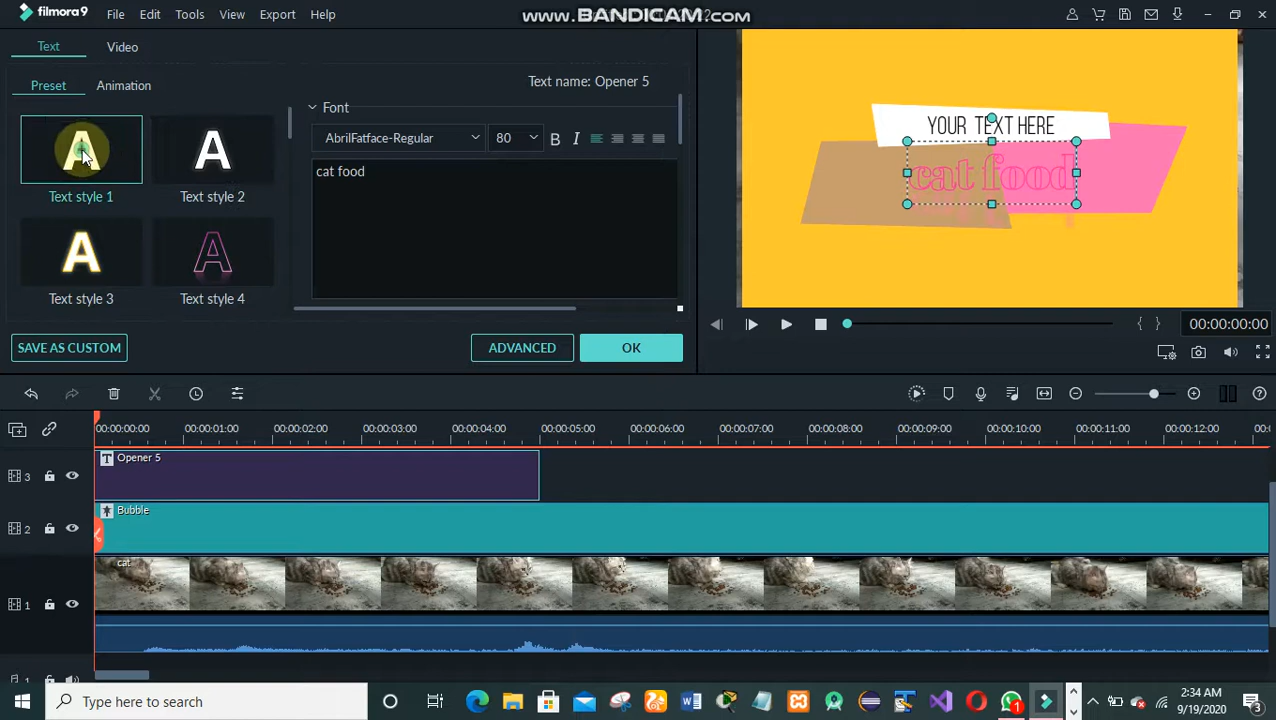 filmora9 File Edit Tools View Export Help
www.BANDICAM.com
Text Video
Preset Animation Text name: Opener 5
Font
Abrilfatface-Regular 80 B I
cat food
A A
Text style 1 Text style 2
A A
Text style 3 Text style 4
SAVE AS CUSTOM ADVANCED OK
YOUR TEXT HERE
cat food
00:00:00:00
00:00:00:00 00:00:01:00 00:00:02:00 00:00:03:00 00:00:04:00 00:00:05:00 00:00:06:00 00:00:07:00 00:00:08:00 00:00:09:00 00:00:10:00 00:00:11:00 00:00:12:00
3 T Opener 5
2 Bubble
cat
1
1
Type here to search
1
2:34 AM
9/19/2020
3